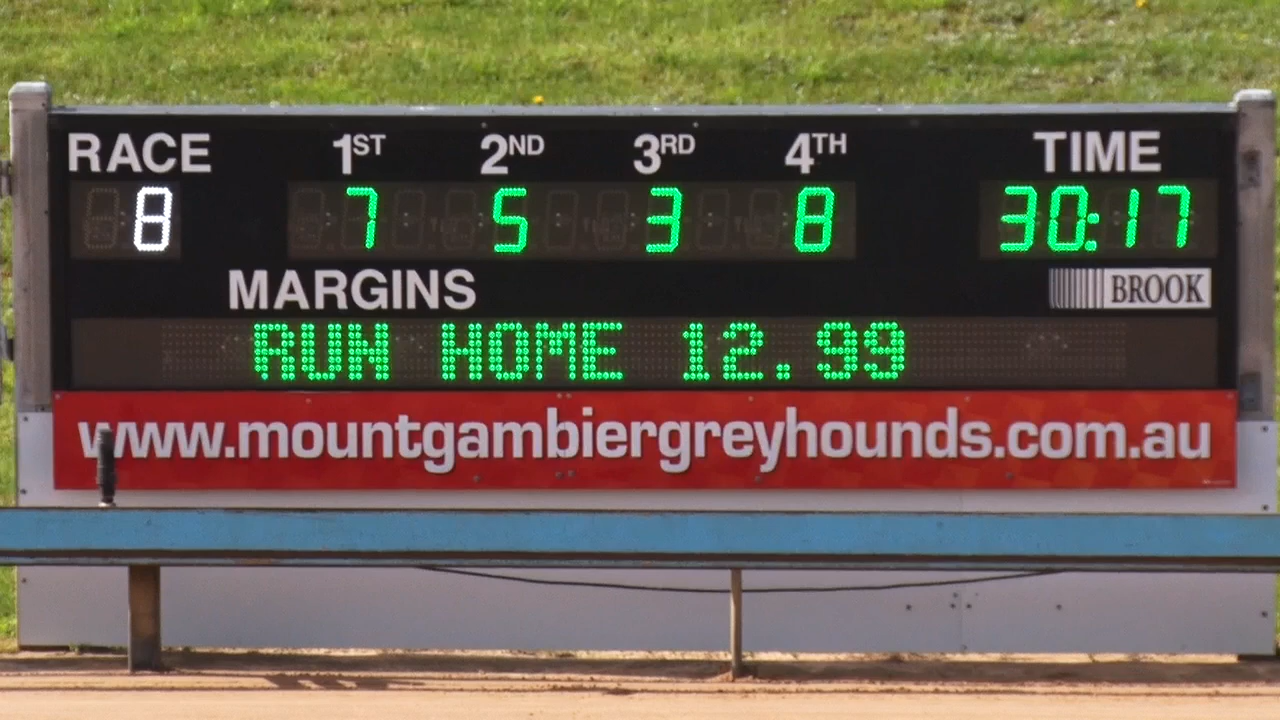 RACE 1ST 2ND 3RD 4TH TIME
8 7 5 3 8 30:17
MARGINS BROOK
RUN HOME 12.99
www.mountgambiergreyhounds.com.au